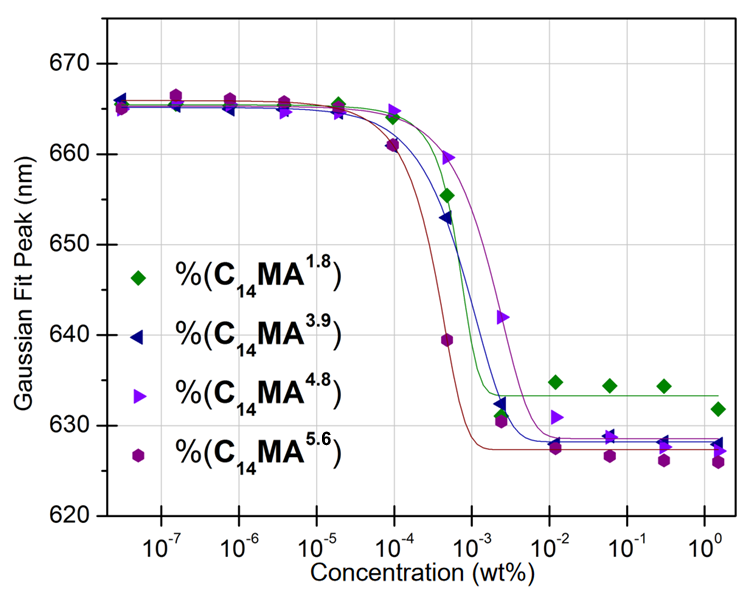 670
660
650
640
630
620
Gaussian Fit Peak (nm)
%(C₁₄MA¹·⁸)
%(C₁₄MA³·⁹)
%(C₁₄MA⁴·⁸)
%(C₁₄MA⁵·⁶)
10⁻⁷ 10⁻⁶ 10⁻⁵ 10⁻⁴ 10⁻³ 10⁻² 10⁻¹ 10⁰
Concentration (wt%)